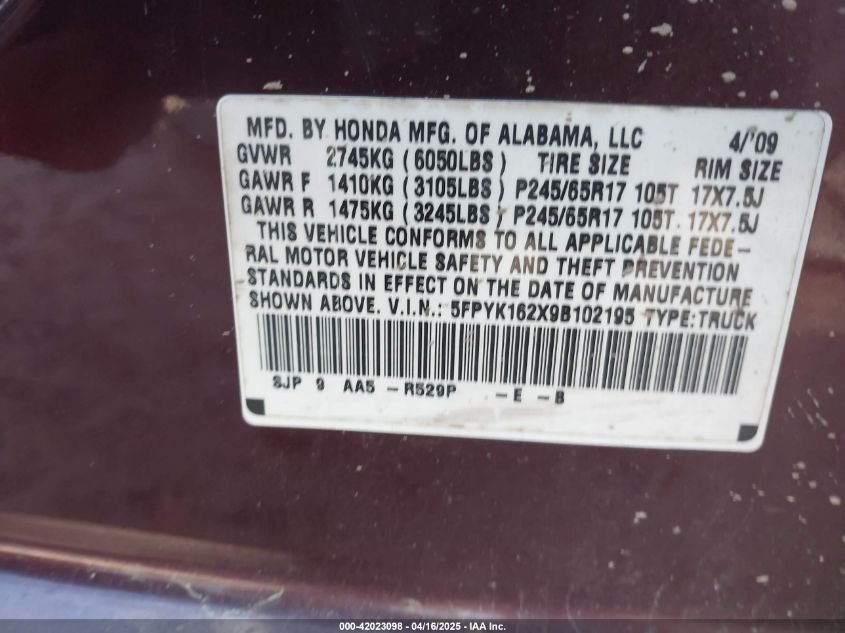 MFD. BY HONDA MFG. OF ALABAMA, LLC 4/'09
GVWR 2745KG (6050LBS) TIRE SIZE RIM SIZE
GAWR F 1410KG (3105LBS) P245/65R17 105T 17X7.5J
GAWR R 1475KG (3245LBS) P245/65R17 105T 17X7.5J
THIS VEHICLE CONFORMS TO ALL APPLICABLE FEDE-
RAL MOTOR VEHICLE SAFETY AND THEFT PREVENTION
STANDARDS IN EFFECT ON THE DATE OF MANUFACTURE
SHOWN ABOVE. V.I.N.: 5FPYK162X9B102195 TYPE:TRUCK
SJP 9 AA5 -R529P -E -B
000-42023098 - 04/16/2025 - IAA Inc.